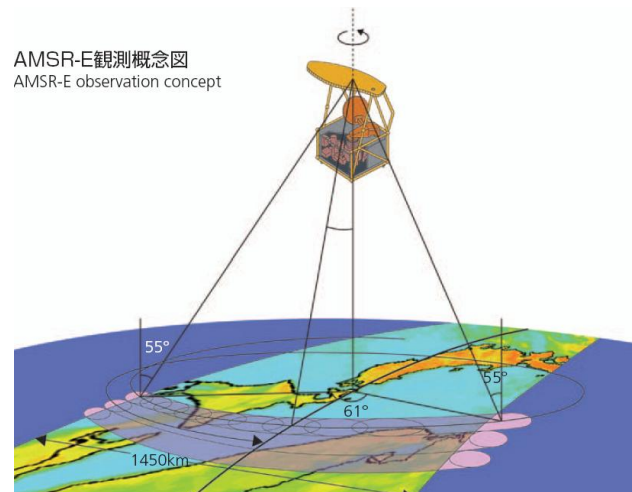 AMSR-E観測概念図
AMSR-E observation concept
55°
55°
61°
1450km